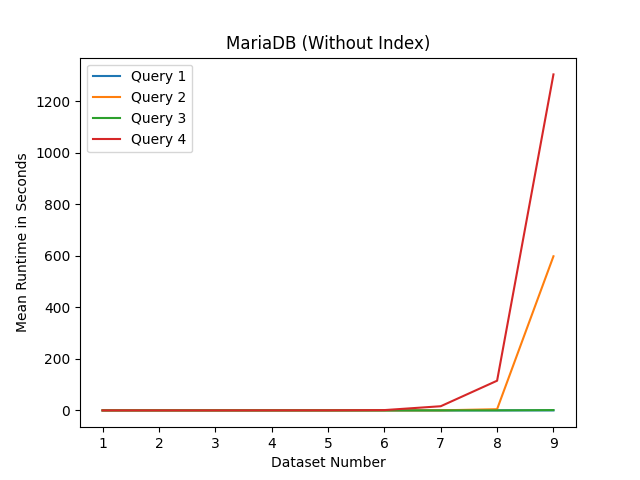 MariaDB (Without Index)
Query 1
Query 2
Query 3
Query 4
Mean Runtime in Seconds
1200
1000
800
600
400
200
0
1 2 3 4 5 6 7 8 9
Dataset Number